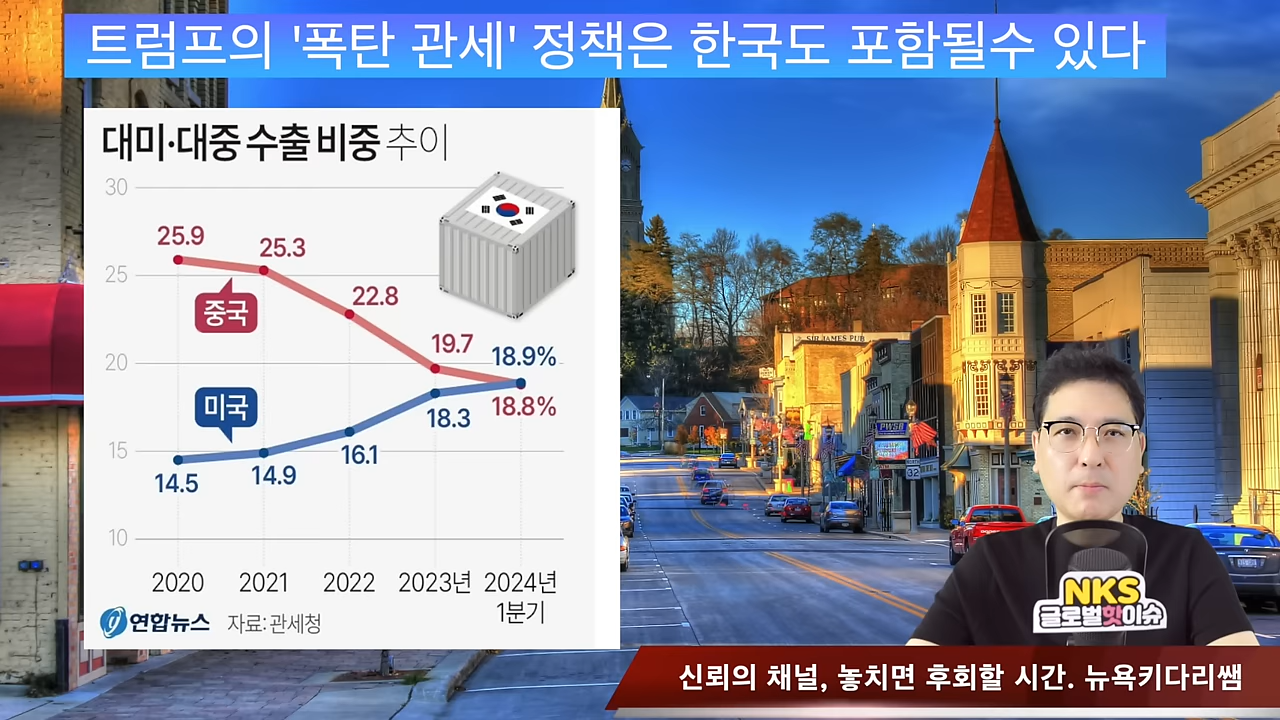 트럼프의 '폭탄 관세' 정책은 한국도 포함될수 있다
대미·대중 수출 비중 추이
30
25.9
25.3
25
중국
22.8
19.7
20
18.9%
18.8%
미국
18.3
16.1
15
14.9
14.5
10
2020 2021 2022 2023년 2024년
1분기
연합뉴스 자료:관세청
SIR JAMES PUB
PWSB
32
NKS
글로벌핫이슈
신뢰의 채널, 놓치면 후회할 시간. 뉴욕키다리쌤